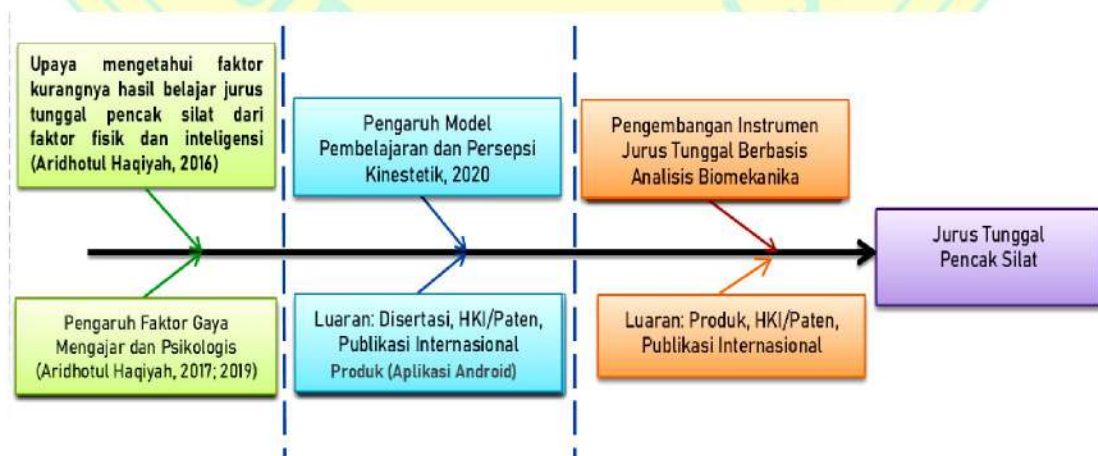 Upaya mengetahui faktor
kurangnya hasil belajar jurus
tunggal pencak silat dari
faktor fisik dan inteligensi
(Aridhotul Haqiyah, 2016)
Pengaruh Model
Pembelajaran dan Persepsi
Kinestetik, 2020
Pengembangan Instrumen
Jurus Tunggal Berbasis
Analisis Biomekanika
Jurus Tunggal
Pencak Silat
Pengaruh Faktor Gaya
Mengajar dan Psikologis
(Aridhotul Haqiyah, 2017; 2019)
Luaran: Disertasi, HKI/Paten,
Publikasi Internasional
Produk (Aplikasi Android)
Luaran: Produk, HKI/Paten,
Publikasi Internasional